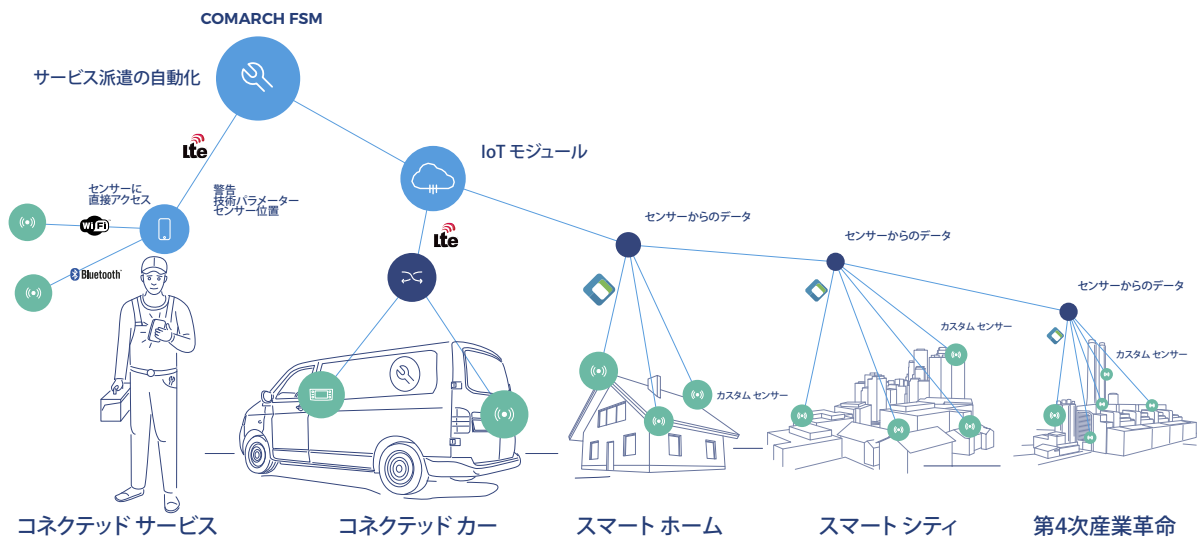 COMARCH FSM
サービス派遣の自動化
Lte
IoT モジュール
センサーに
直接アクセス
警告
技術パラメーター
センサー位置
WiFi
Bluetooth
Lte
センサーからのデータ
センサーからのデータ
センサーからのデータ
カスタム センサー
カスタム センサー
カスタム センサー
コネクテッド サービス
コネクテッド カー
スマート ホーム
スマート シティ
第4次産業革命